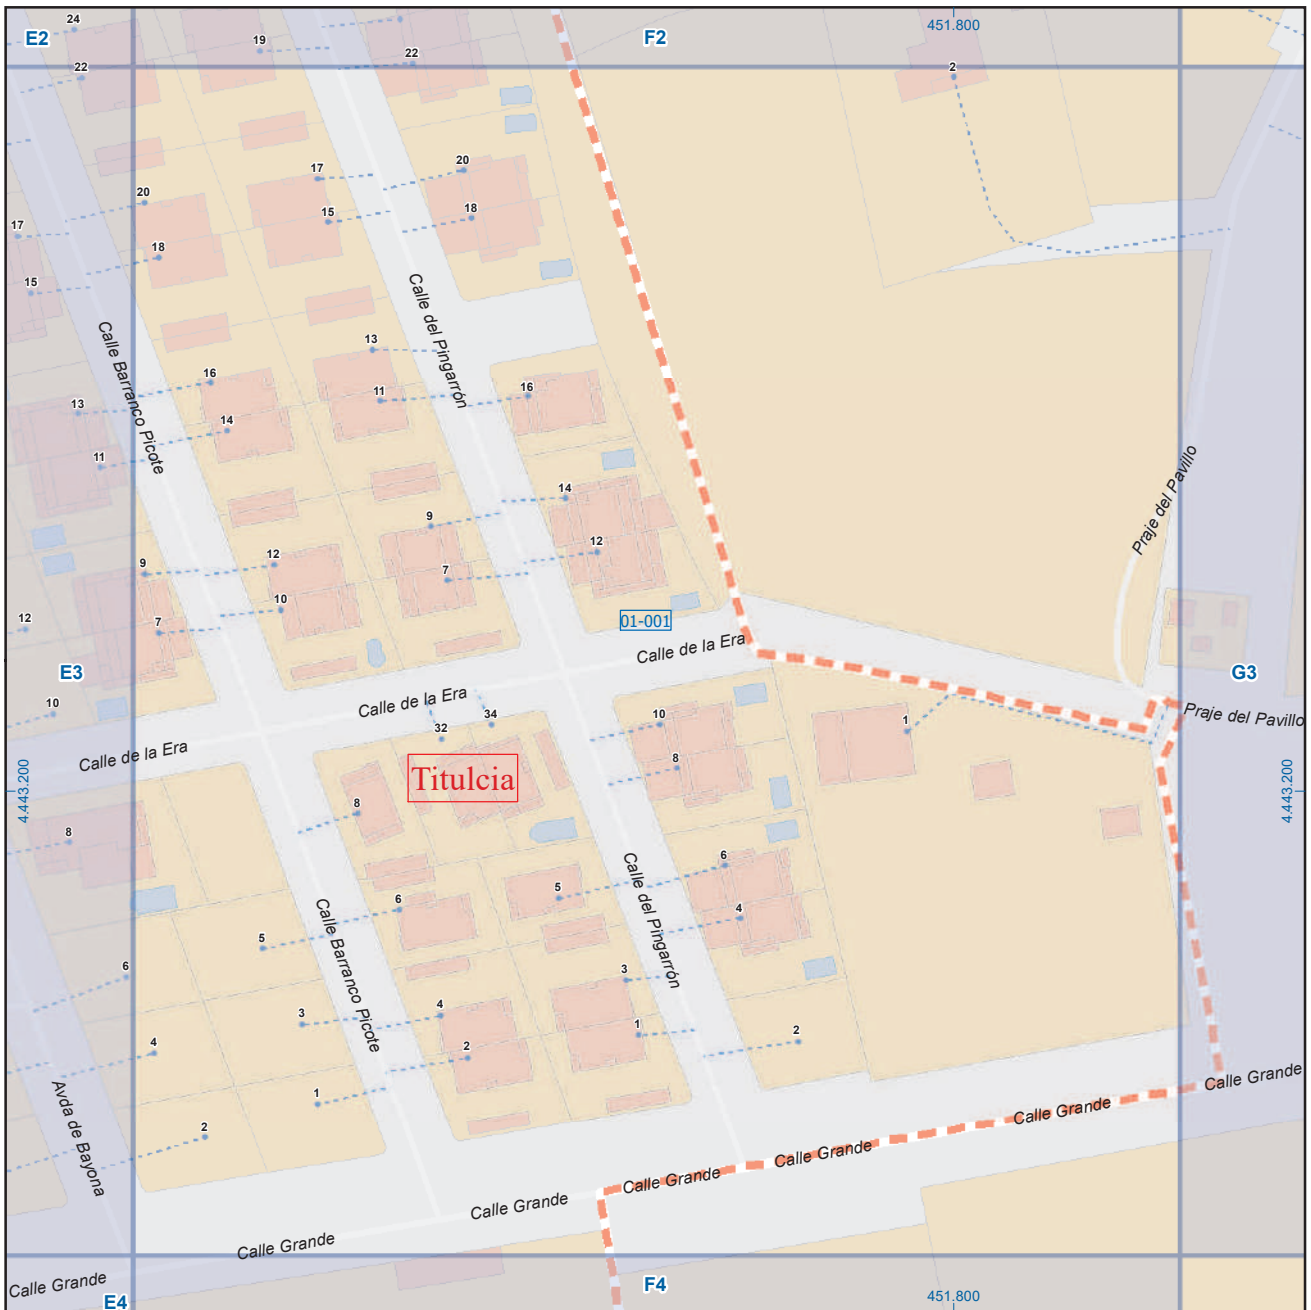 24
E2
19
22
F2
451.800
22
2
20
17
20
15
18
17
18
15
Calle del Pingarrón
Calle Barranco Picote
13
16
11
16
13
14
11
Praje del Pavillo
14
9
12
12
9
7
10
7
12
01-001
Calle de la Era
E3
G3
10
Calle de la Era
32
34
10
1
Praje del Pavillo
Calle de la Era
8
Titulcia
4.443.200
4.443.200
8
8
6
5
Calle del Pingarrón
6
4
Calle Barranco Picote
5
6
3
4
3
1
2
4
2
Avda de Bayona
1
2
Calle Grande
Calle Grande
Calle Grande
Calle Grande
Calle Grande
Calle Grande
Calle Grande
E4
F4
451.800